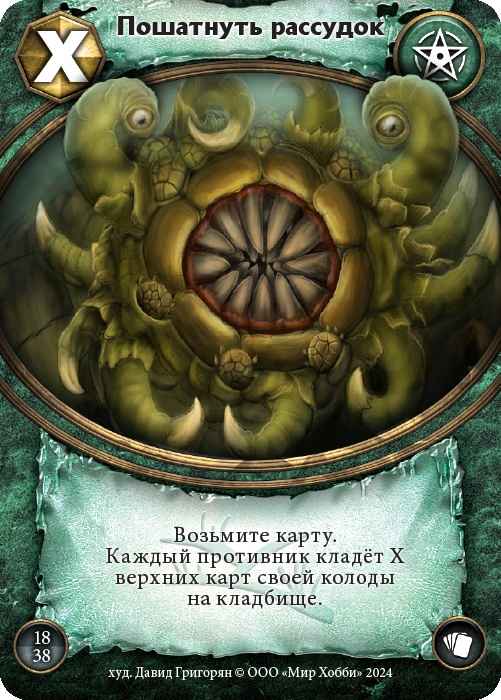 X
Пошатнуть рассудок
Возьмите карту.
Каждый противник кладёт X
верхних карт своей колоды
на кладбище.
18
38
худ. Давид Григорян © ООО «Мир Хобби» 2024